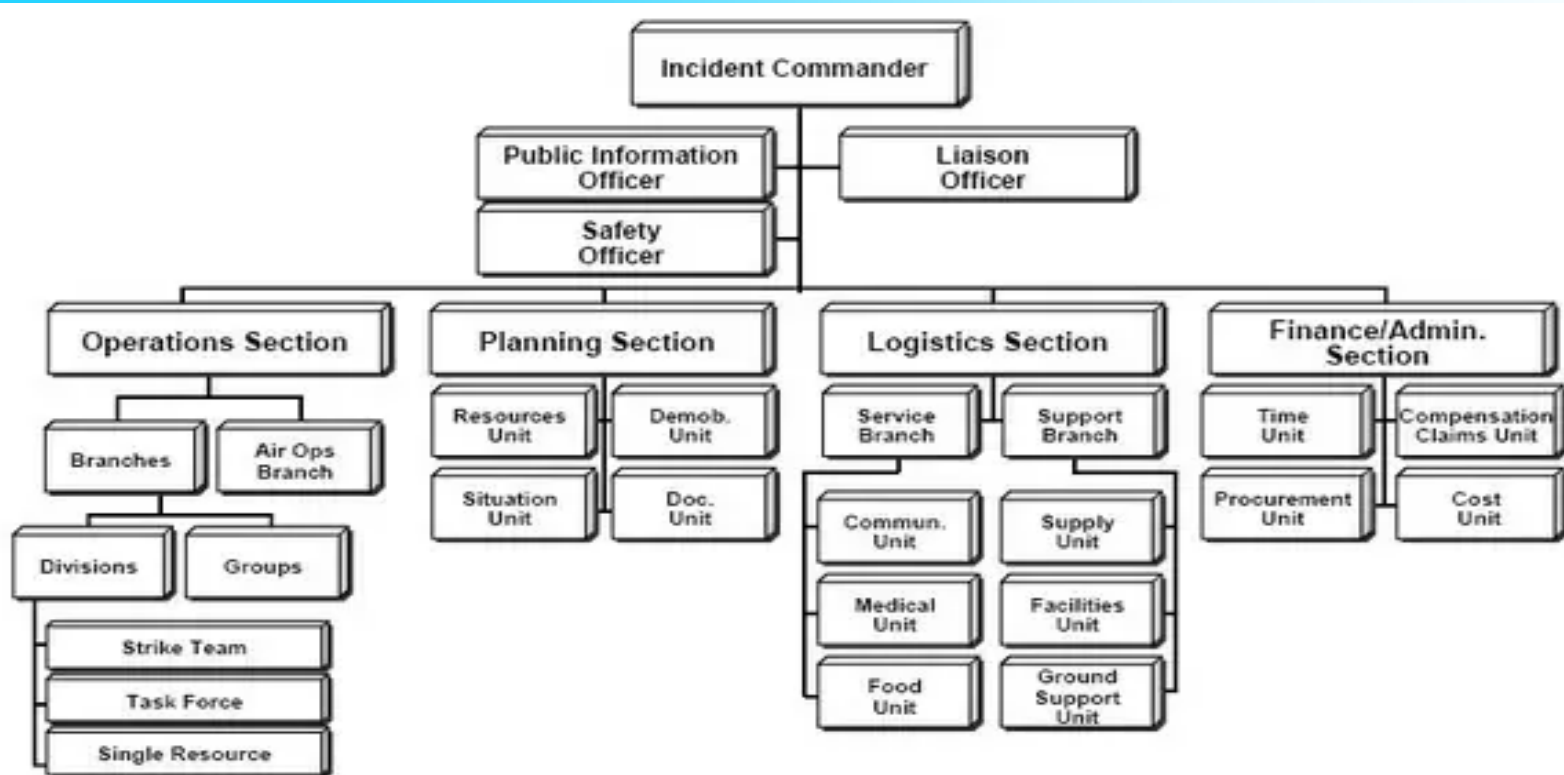 Incident Commander
Public Information
Officer
Liaison
Officer
Safety
Officer
Operations Section
Planning Section
Logistics Section
Finance/Admin.
Section
Branches
Air Ops
Branch
Divisions
Groups
Strike Team
Task Force
Single Resource
Resources
Unit
Demob.
Unit
Situation
Unit
Doc.
Unit
Service
Branch
Support
Branch
Commun.
Unit
Supply
Unit
Medical
Unit
Facilities
Unit
Food
Unit
Ground
Support
Unit
Time
Unit
Compensation
Claims Unit
Procurement
Unit
Cost
Unit